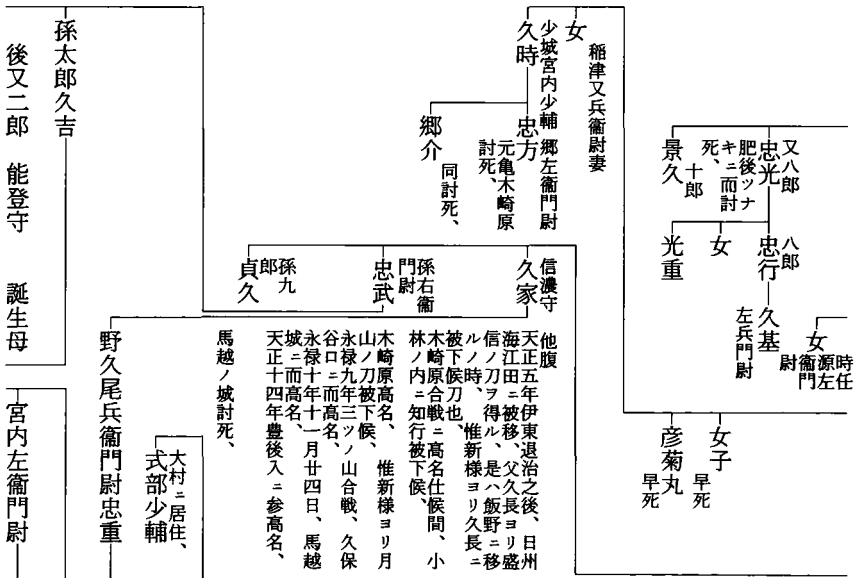 時任
源左
衞門
尉
女
又八郎
忠光
肥後ツナ
キニ而討
死、
八郎
忠行
久基
左兵門尉
女
光重
十郎
景久
女子
早死
彦菊丸
早死
稲津又兵衞尉妻
女
少城宮内少輔
久時
郷左衞門尉
忠方
元亀木崎原
討死、
郷介
同討死、
信濃守
久家
他腹
天正五年伊東退治之後、日州
海江田ニ被移、父久長ヨリ盛
信ノ刀ヲ得ル、是ハ飯野ニ移
ルノ時、惟新様ヨリ久長ニ
被下候刀也、
木崎原合戦ニ高名仕候間、小
林ノ内ニ知行被下候、
孫右衞
門尉
忠武
木崎原高名、惟新様ヨリ月
山ノ刀被下候、
永禄九年三ツノ山合戦、久保
谷口ニ而高名、
永禄十年十一月廿四日、馬越
城ニ而高名、
天正十四年豊後入ニ参高名、
孫九
郎
貞久
馬越ノ城討死、
野久尾兵衞門尉忠重
大村ニ居住、
式部少輔
孫太郎久吉
後又二郎 能登守 誕生母
宮内左衞門尉